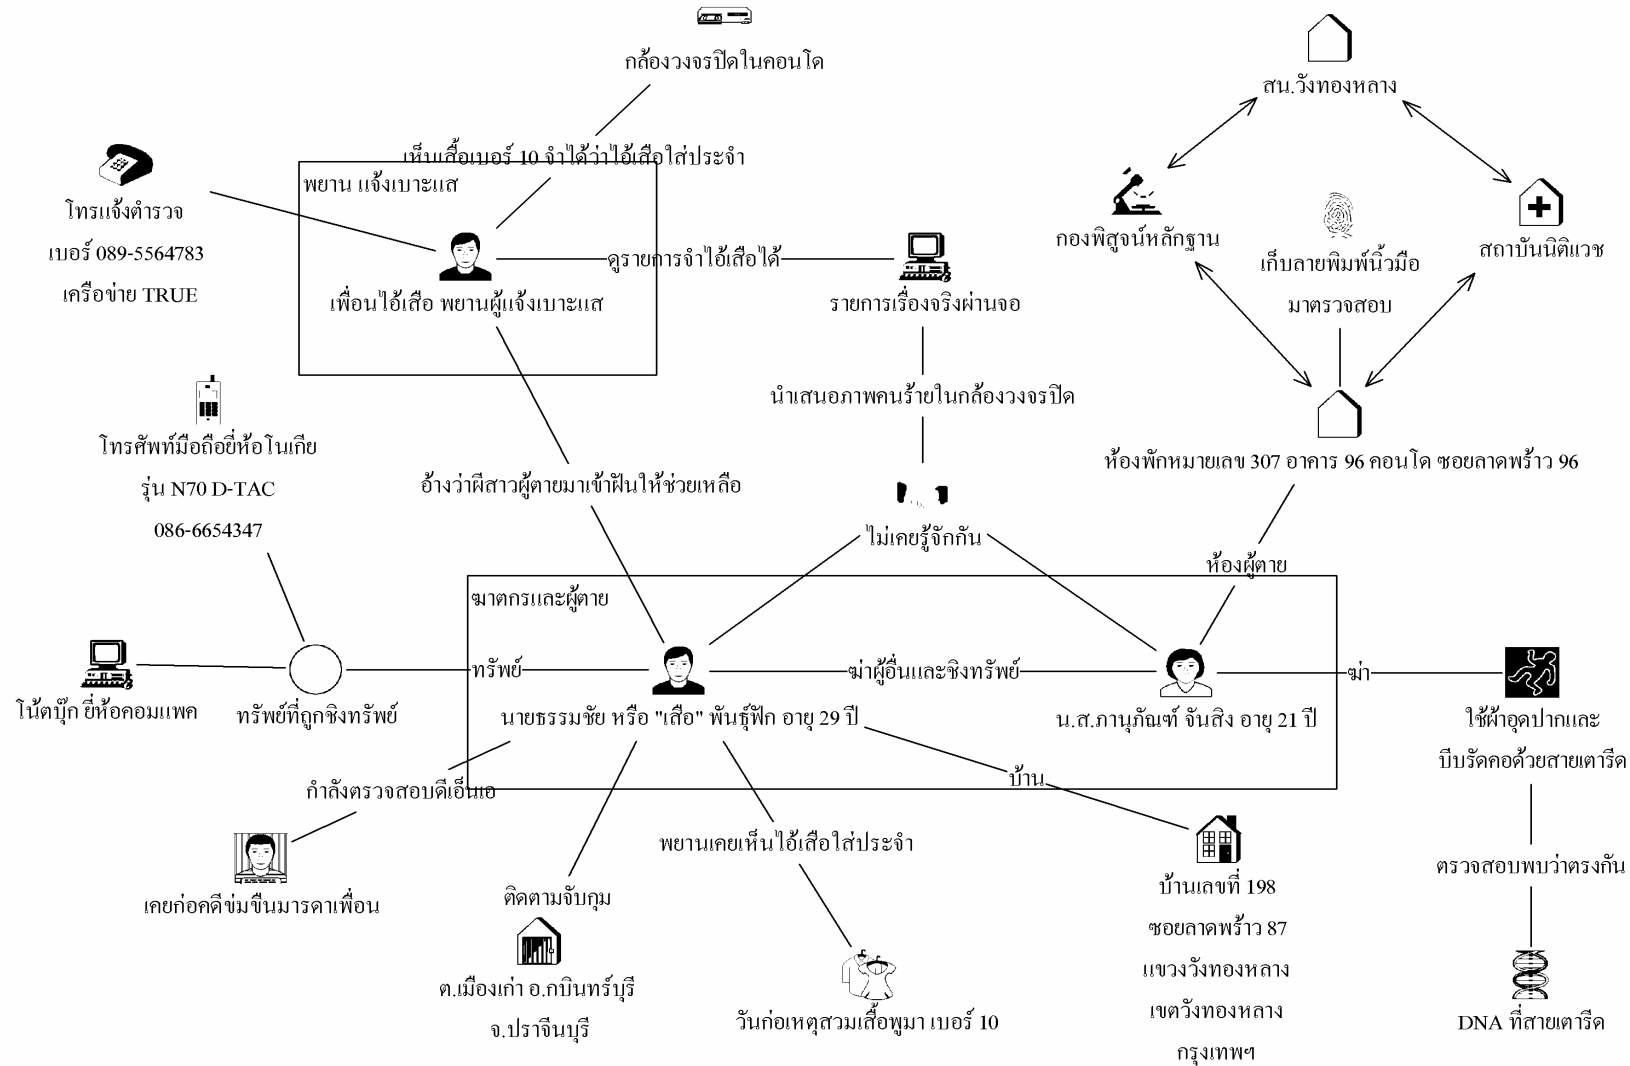 กล้องวงจรปิดในคอนโด
สน.วังทองหลาง
เห็นเสื้อเบอร์ 10 จำได้ว่าไอ้เสือใส่ประจำ
พยาน แจ้งเบาะแส
โทรแจ้งตำรวจ
เบอร์ 089-5564783
เครือข่าย TRUE
ดูรายการจำไอ้เสือได้
เพื่อนไอ้เสือ พยานผู้แจ้งเบาะแส
รายการเรื่องจริงผ่านจอ
กองพิสูจน์หลักฐาน
เก็บลายพิมพ์นิ้วมือ
มาตรวจสอบ
สถาบันนิติแวช
นำเสนอภาพคนร้ายในกล้องวงจรปิด
โทรศัพท์มือถือยี่ห้อโนเกีย
รุ่น N70 D-TAC
086-6654347
ห้องพักหมายเลข 307 อาคาร 96 คอนโด ซอยลาดพร้าว 96
อ้างว่าผีสาวผู้ตายมาเข้าฝันให้ช่วยเหลือ
ไม่เคยรู้จักกัน
ห้องผู้ตาย
ฆาตกรและผู้ตาย
ทรัพย์
ฆ่าผู้อื่นและชิงทรัพย์
ฆ่า
โน้ตบุ๊ก ยี่ห้อคอมแพค
ทรัพย์ที่ถูกชิงทรัพย์
นายธรรมชัย หรือ "เสือ" พันธุ์ฟัก อายุ 29 ปี
น.ส.ภานุภัณฑ์ จันสิง อายุ 21 ปี
ใช้ผ้าอุดปากและ
บีบรัดคอด้วยสายเตารีด
กำลังตรวจสอบดีเอ็นเอ
บ้าน
พยานเคยเห็นไอ้เสือใส่ประจำ
ตรวจสอบพบว่าตรงกัน
เคยก่อคดีข่มขืนมารดาเพื่อน
ติดตามจับกุม
บ้านเลขที่ 198
ซอยลาดพร้าว 87
แขวงวังทองหลาง
เขตวังทองหลาง
กรุงเทพฯ
ต.เมืองเก่า อ.กบินทร์บุรี
จ.ปราจีนบุรี
วันก่อเหตุสวมเสื้อพูมา เบอร์ 10
DNA ที่สายเตารีด